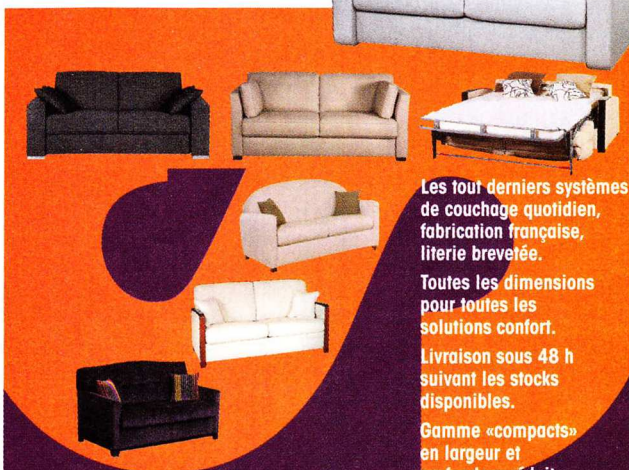 Les tout derniers systèmes
de couchage quotidien,
fabrication française,
literie brevetée.
Toutes les dimensions
pour toutes les
solutions confort.
Livraison sous 48 h
suivant les stocks
disponibles.
Gamme «compacts»
en largeur et